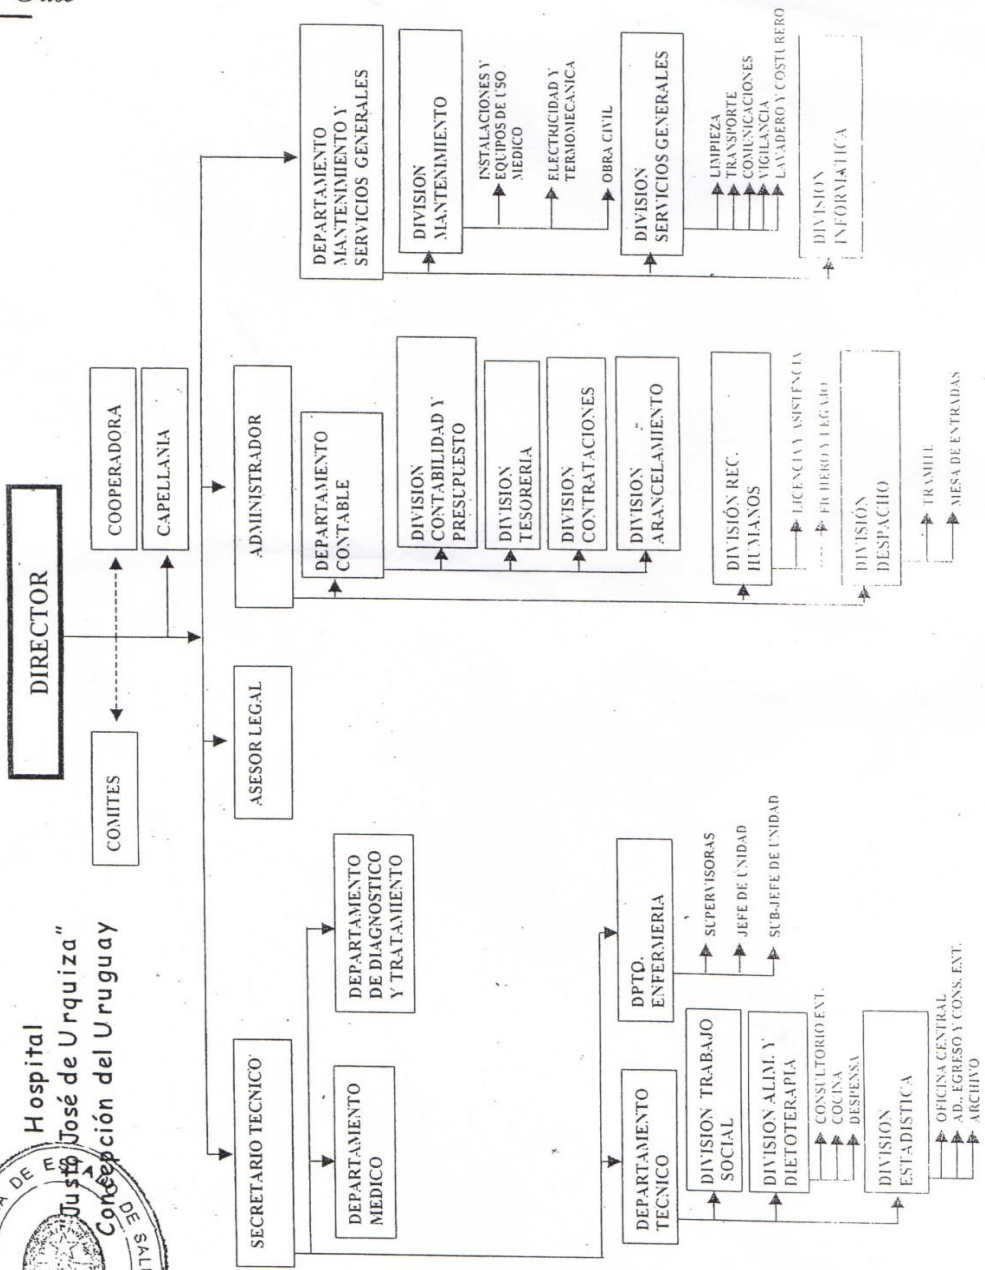 Hospital
"Justo José de Urquiza"
Concepción del Uruguay
DIRECTOR
COMITES
COOPERADORA
CAPELLANIA
SECRETARIO TECNICO
ASESOR LEGAL
ADMINISTRADOR
DEPARTAMENTO
MANTENIMIENTO Y
SERVICIOS GENERALES
DEPARTAMENTO
MEDICO
DEPARTAMENTO
DE DIAGNOSTICO
Y TRATAMIENTO
DEPARTAMENTO
TECNICO
DIVISION TRABAJO
SOCIAL
DIVISION ALIM. Y
DIETOTERAPIA
CONSULTORIO EXT.
COCINA
DESPENSA
DIVISION
ESTADISTICA
OFICINA CENTRAL
AD., EGRESO Y CONS. EXT.
ARCHIVO
DPTO.
ENFERMERIA
SUPERVISORAS
JEFE DE UNIDAD
SUB-JEFE DE UNIDAD
DEPARTAMENTO
CONTABLE
DIVISION
CONTABILIDAD Y
PRESUPUESTO
DIVISION
TESORERIA
DIVISION
CONTRATACIONES
DIVISION
ARANCELAMIENTO
DIVISIÓN REC.
HUMANOS
LICENCIA Y ASISTENCIA
FICHERO Y LEGAJO
DIVISIÓN
DESPACHO
TRAMITE
MESA DE ENTRADAS
DIVISION
MANTENIMIENTO
INSTALACIONES Y
EQUIPOS DE USO
MEDICO
ELECTRICIDAD Y
TERMOMECANICA
OBRA CIVIL
DIVISION
SERVICIOS GENERALES
LIMPIEZA
TRANSPORTE
COMUNICACIONES
VIGILANCIA
LAVADERO Y COSTURERO
DIVISION
INFORMATICA